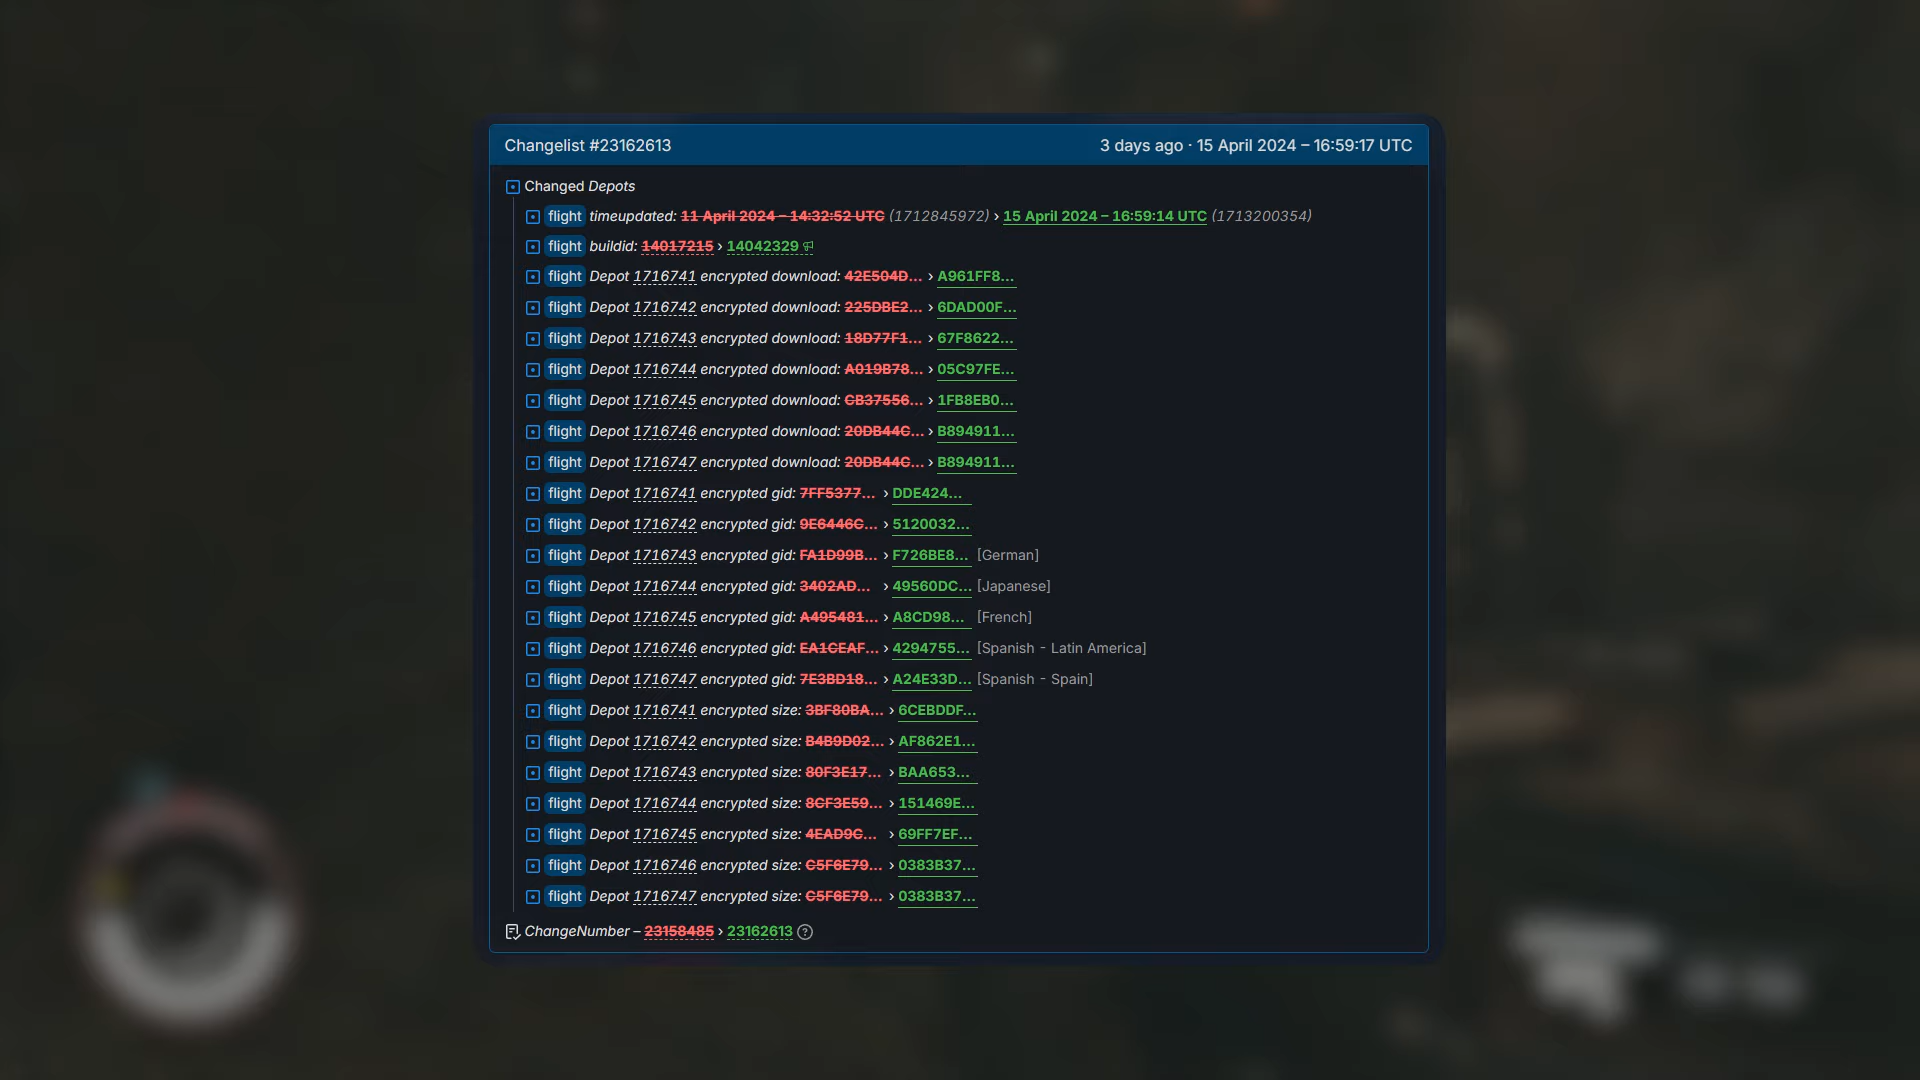 Changelist #23162613 3 days ago · 15 April 2024 – 16:59:17 UTC
Changed Depots
flight timeupdated: 11 April 2024 – 14:32:52 UTC (1712845972) › 15 April 2024 – 16:59:14 UTC (1713200354)
flight buildid: 14017215 › 14042329
flight Depot 1716741 encrypted download: 42E504D... › A961FF8...
flight Depot 1716742 encrypted download: 225DBE2... › 6DAD00F...
flight Depot 1716743 encrypted download: 18D77F1... › 67F8622...
flight Depot 1716744 encrypted download: A019B78... › 05C97FE...
flight Depot 1716745 encrypted download: CB37556... › 1FB8EB0...
flight Depot 1716746 encrypted download: 20DB44C... › B894911...
flight Depot 1716747 encrypted download: 20DB44C... › B894911...
flight Depot 1716741 encrypted gid: 7FF5377... › DDE424...
flight Depot 1716742 encrypted gid: 9E6446C... › 5120032...
flight Depot 1716743 encrypted gid: FA1D99B... › F726BE8... [German]
flight Depot 1716744 encrypted gid: 3402AD... › 49560DC... [Japanese]
flight Depot 1716745 encrypted gid: A495481... › A8CD98... [French]
flight Depot 1716746 encrypted gid: EA1CEAF... › 4294755... [Spanish - Latin America]
flight Depot 1716747 encrypted gid: 7E3BD18... › A24E33D... [Spanish - Spain]
flight Depot 1716741 encrypted size: 3BF80BA... › 6CEBDDF...
flight Depot 1716742 encrypted size: B4B9D02... › AF862E1...
flight Depot 1716743 encrypted size: 80F3E17... › BAA653...
flight Depot 1716744 encrypted size: 8CF3E59... › 151469E...
flight Depot 1716745 encrypted size: 4EAD9C... › 69FF7EF...
flight Depot 1716746 encrypted size: C5F6E79... › 0383B37...
flight Depot 1716747 encrypted size: C5F6E79... › 0383B37...
ChangeNumber – 23158485 › 23162613 ?